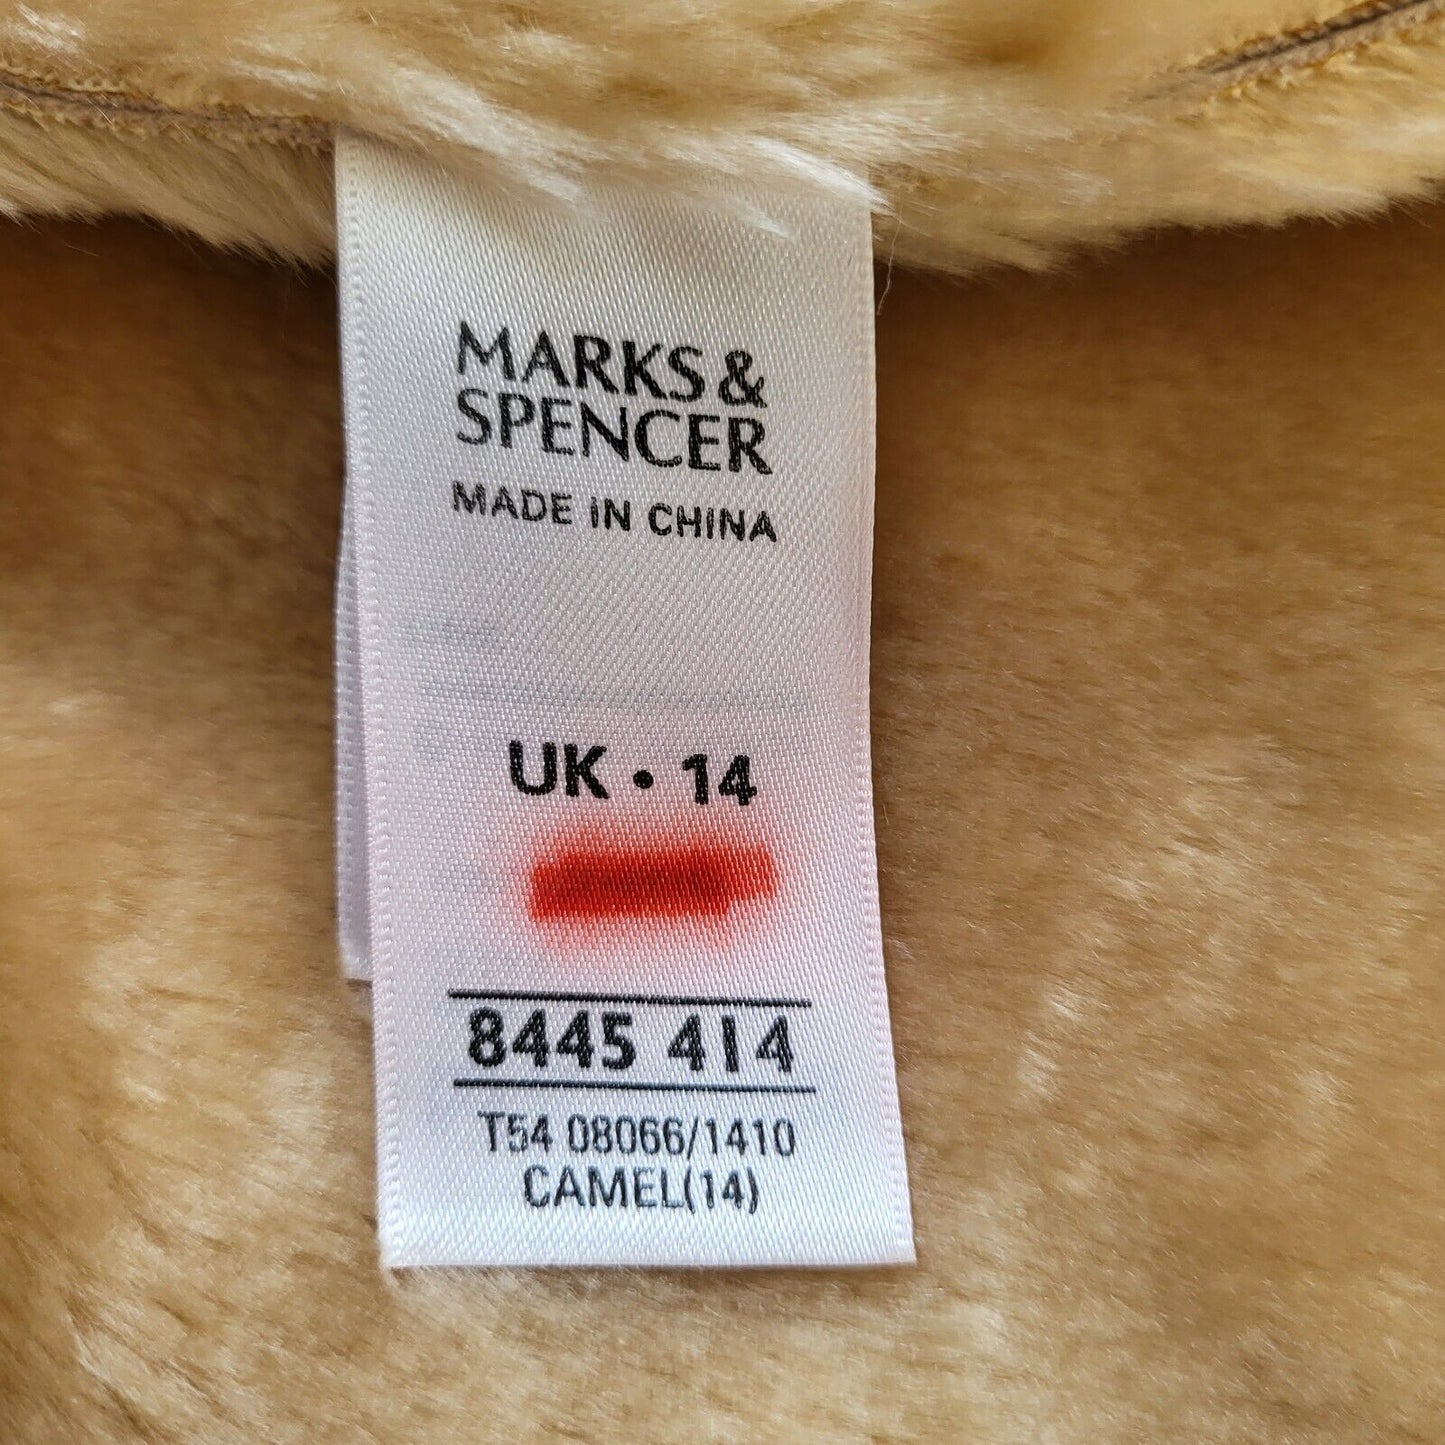 MARKS &
SPENCER
MADE IN CHINA
UK • 14
8445 414
T54 08066/1410
CAMEL(14)